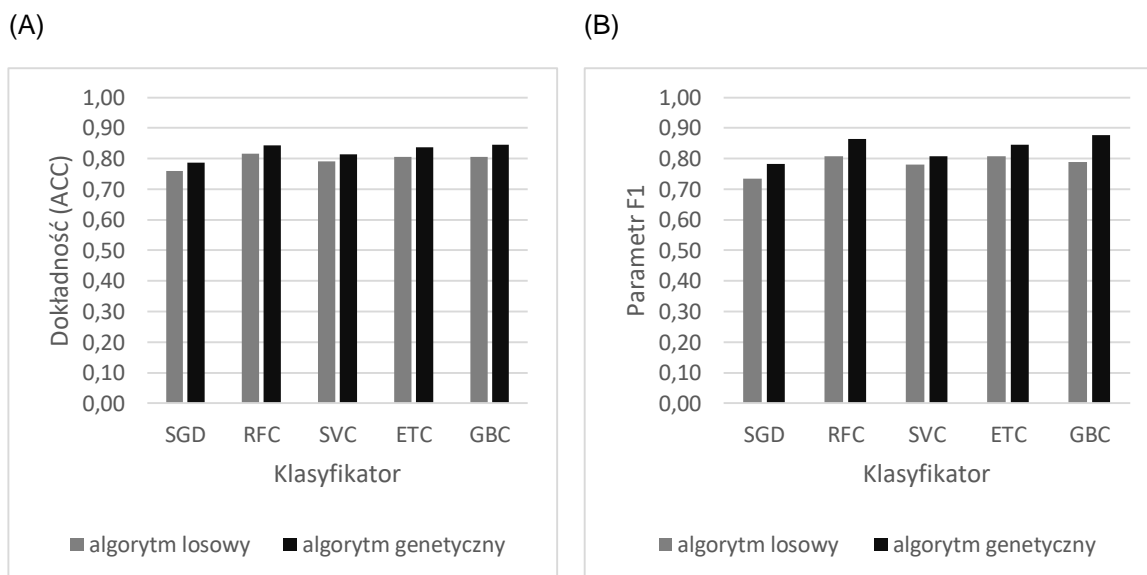 (A)
1,00
0,90
0,80
0,70
0,60
0,50
0,40
0,30
0,20
0,10
0,00
Dokładność (ACC)
SGD RFC SVC ETC GBC
Klasyfikator
algorytm losowy algorytm genetyczny
(B)
1,00
0,90
0,80
0,70
0,60
0,50
0,40
0,30
0,20
0,10
0,00
Parametr F1
SGD RFC SVC ETC GBC
Klasyfikator
algorytm losowy algorytm genetyczny